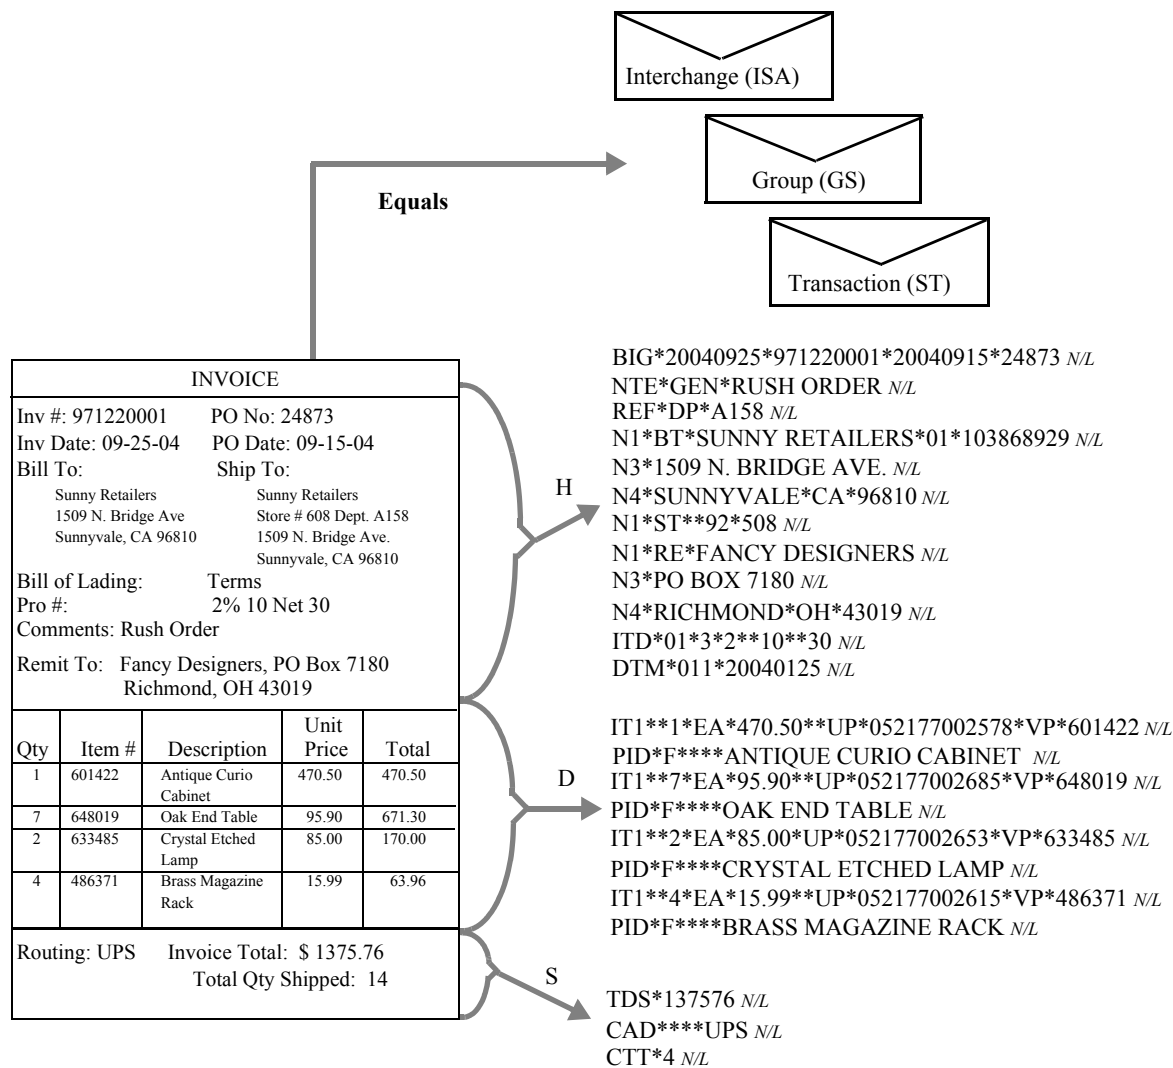 Interchange (ISA)
Group (GS)
Transaction (ST)
Equals
INVOICE
Inv #: 971220001 PO No: 24873
Inv Date: 09-25-04 PO Date: 09-15-04
Bill To: Ship To:
Sunny Retailers Sunny Retailers
1509 N. Bridge Ave Store # 608 Dept. A158
Sunnyvale, CA 96810 1509 N. Bridge Ave.
Sunnyvale, CA 96810
Bill of Lading: Terms
Pro #: 2% 10 Net 30
Comments: Rush Order
Remit To: Fancy Designers, PO Box 7180
Richmond, OH 43019
Qty Item # Description Unit Price Total
1 601422 Antique Curio Cabinet 470.50 470.50
7 648019 Oak End Table 95.90 671.30
2 633485 Crystal Etched Lamp 85.00 170.00
4 486371 Brass Magazine Rack 15.99 63.96
Routing: UPS Invoice Total: $ 1375.76
Total Qty Shipped: 14
H
BIG*20040925*971220001*20040915*24873 N/L
NTE*GEN*RUSH ORDER N/L
REF*DP*A158 N/L
N1*BT*SUNNY RETAILERS*01*103868929 N/L
N3*1509 N. BRIDGE AVE. N/L
N4*SUNNYVALE*CA*96810 N/L
N1*ST**92*508 N/L
N1*RE*FANCY DESIGNERS N/L
N3*PO BOX 7180 N/L
N4*RICHMOND*OH*43019 N/L
ITD*01*3*2**10**30 N/L
DTM*011*20040125 N/L
D
IT1**1*EA*470.50**UP*052177002578*VP*601422 N/L
PID*F****ANTIQUE CURIO CABINET N/L
IT1**7*EA*95.90**UP*052177002685*VP*648019 N/L
PID*F****OAK END TABLE N/L
IT1**2*EA*85.00*UP*052177002653*VP*633485 N/L
PID*F****CRYSTAL ETCHED LAMP N/L
IT1**4*EA*15.99**UP*052177002615*VP*486371 N/L
PID*F****BRASS MAGAZINE RACK N/L
S
TDS*137576 N/L
CAD****UPS N/L
CTT*4 N/L